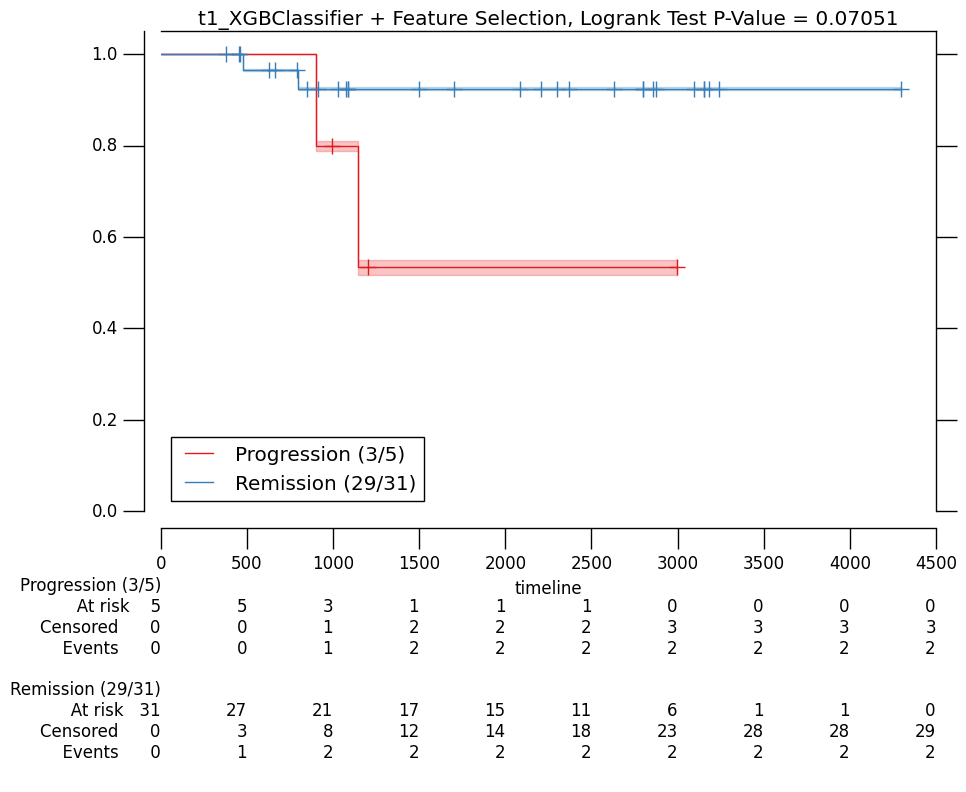 t1_XGBClassifier + Feature Selection, Logrank Test P-Value = 0.07051
1.0
0.8
0.6
0.4
0.2
0.0
Progression (3/5)
Remission (29/31)
0 500 1000 1500 2000 2500 3000 3500 4000 4500
timeline
Progression (3/5)
At risk 5 5 3 1 1 1 0 0 0 0
Censored 0 0 1 2 2 2 3 3 3 3
Events 0 0 1 2 2 2 2 2 2 2
Remission (29/31)
At risk 31 27 21 17 15 11 6 1 1 0
Censored 0 3 8 12 14 18 23 28 28 29
Events 0 1 2 2 2 2 2 2 2 2